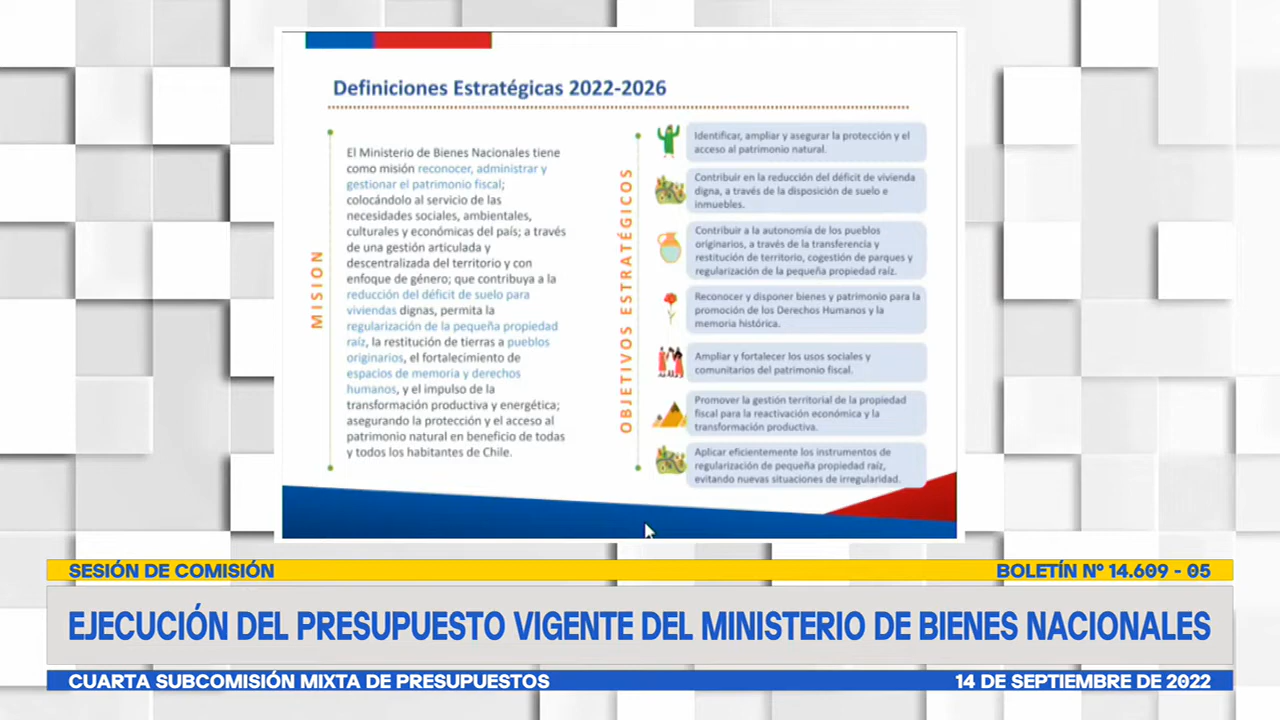 Definiciones Estratégicas 2022-2026
MISION
El Ministerio de Bienes Nacionales tiene
como misión reconocer, administrar y
gestionar el patrimonio fiscal;
colocándolo al servicio de las
necesidades sociales, ambientales,
culturales y económicas del país; a través
de una gestión articulada y
descentralizada del territorio y con
enfoque de género; que contribuya a la
reducción del déficit de suelo para
viviendas dignas, permita la
regularización de la pequeña propiedad
raíz, la restitución de tierras a pueblos
originarios, el fortalecimiento de
espacios de memoria y derechos
humanos, y el impulso de la
transformación productiva y energética;
asegurando la protección y el acceso al
patrimonio natural en beneficio de todas
y todos los habitantes de Chile.
OBJETIVOS ESTRATÉGICOS
Identificar, ampliar y asegurar la protección y el
acceso al patrimonio natural.
Contribuir en la reducción del déficit de vivienda
digna, a través de la disposición de suelo e
inmuebles.
Contribuir a la autonomía de los pueblos
originarios, a través de la transferencia y
restitución de territorio, cogestión de parques y
regularización de la pequeña propiedad raíz.
Reconocer y disponer bienes y patrimonio para la
promoción de los Derechos Humanos y la
memoria histórica.
Ampliar y fortalecer los usos sociales y
comunitarios del patrimonio fiscal.
Promover la gestión territorial de la propiedad
fiscal para la reactivación económica y la
transformación productiva.
Aplicar eficientemente los instrumentos de
regularización de pequeña propiedad raíz,
evitando nuevas situaciones de irregularidad.
SESIÓN DE COMISIÓN
BOLETÍN N° 14.609 - 05
EJECUCIÓN DEL PRESUPUESTO VIGENTE DEL MINISTERIO DE BIENES NACIONALES
CUARTA SUBCOMISIÓN MIXTA DE PRESUPUESTOS
14 DE SEPTIEMBRE DE 2022